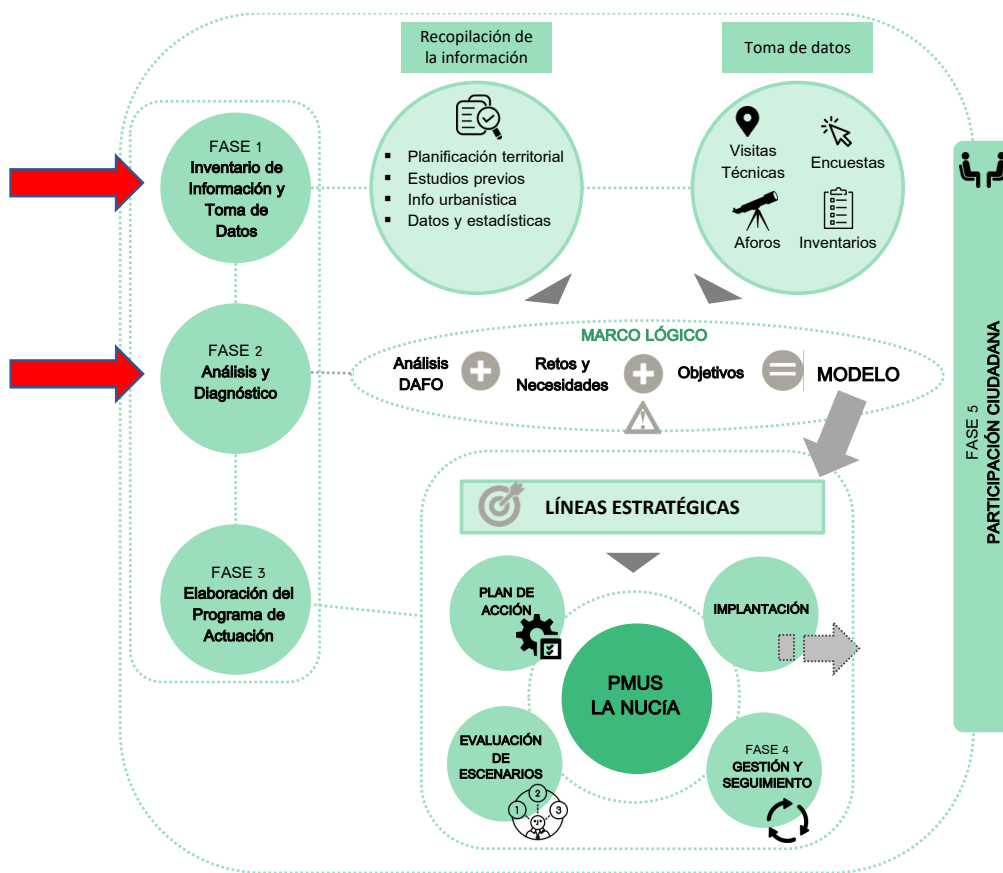 Recopilación de
la información
Toma de datos
FASE 1
Inventario de
Información y
Toma de
Datos
▪ Planificación territorial
▪ Estudios previos
▪ Info urbanística
▪ Datos y estadísticas
Visitas
Técnicas
Encuestas
Aforos
Inventarios
FASE 2
Análisis y
Diagnóstico
MARCO LÓGICO
Análisis
DAFO
+
Retos y
Necesidades
+
Objetivos
=
MODELO
FASE 3
Elaboración del
Programa de
Actuación
LÍNEAS ESTRATÉGICAS
PLAN DE
ACCIÓN
IMPLANTACIÓN
PMUS
LA NUCíA
EVALUACIÓN
DE
ESCENARIOS
1
2
3
FASE 4
GESTIÓN Y
SEGUIMIENTO
FASE 5
PARTICIPACIÓN CIUDADANA